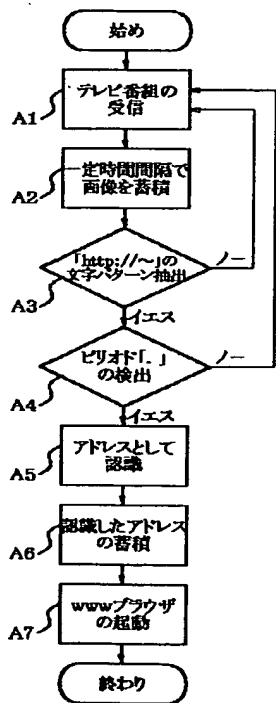 始め
テレビ番組の
受信
A1
一定時間間隔で
画像を蓄積
A2
「http://～」の
文字パターン抽出
ノー
A3
イエス
ピリオド「.」
の検出
ノー
A4
イエス
アドレスとして
認識
A5
認識したアドレス
の蓄積
A6
wwwブラウザ
の起動
A7
終わり